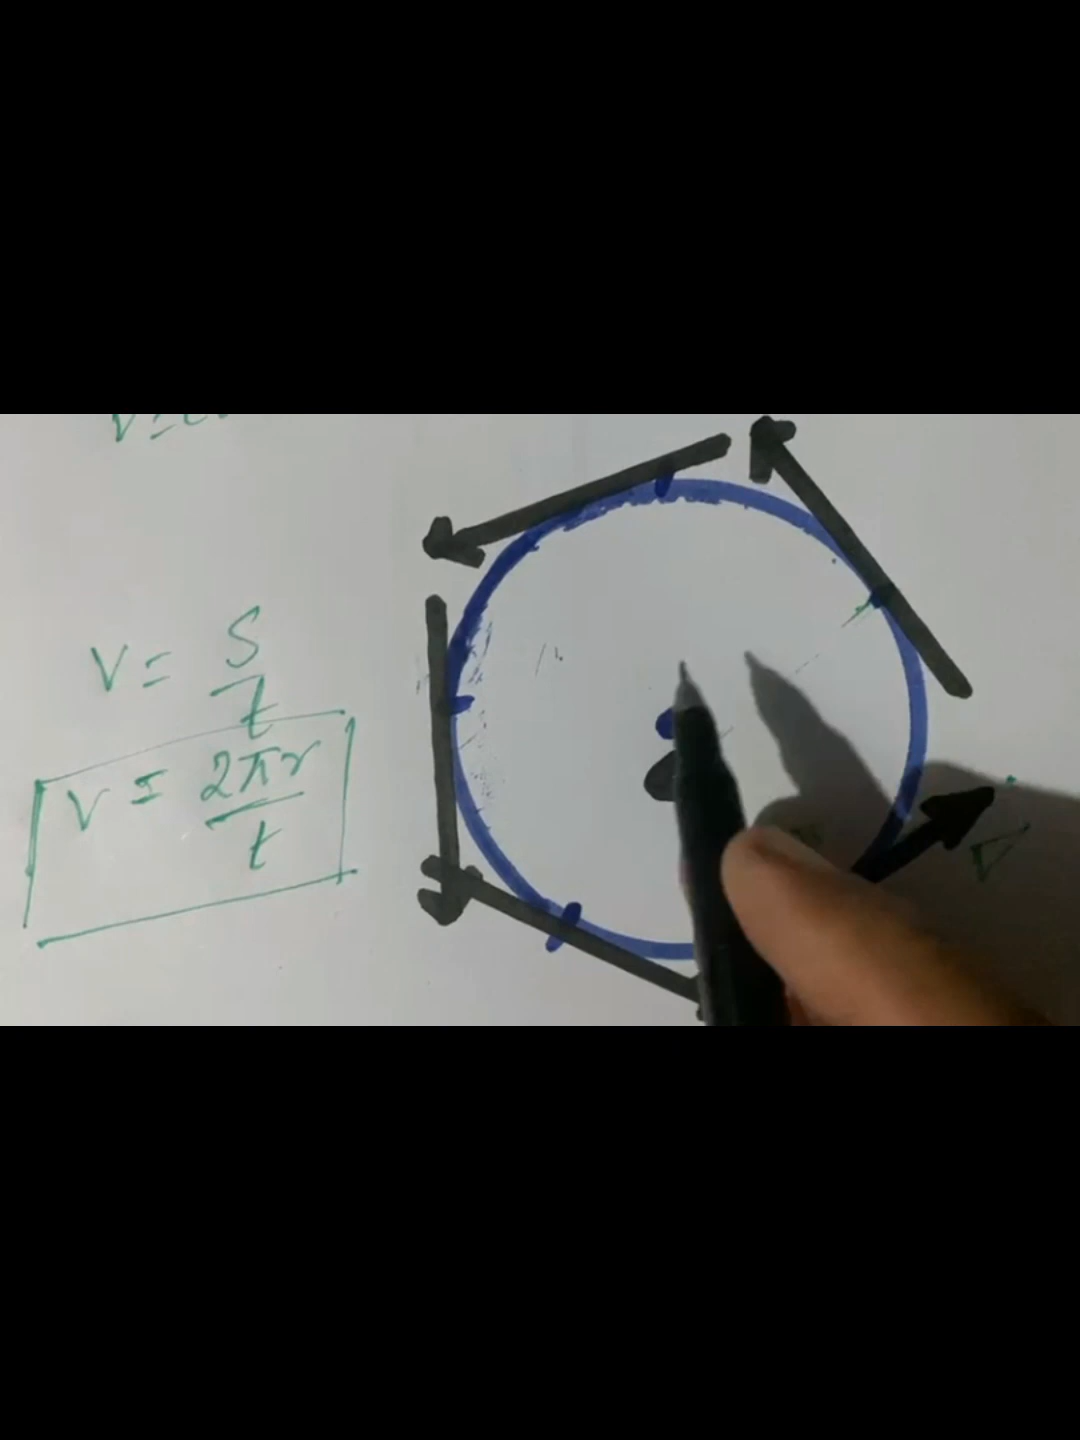 V = S/t
V = 2πr/t